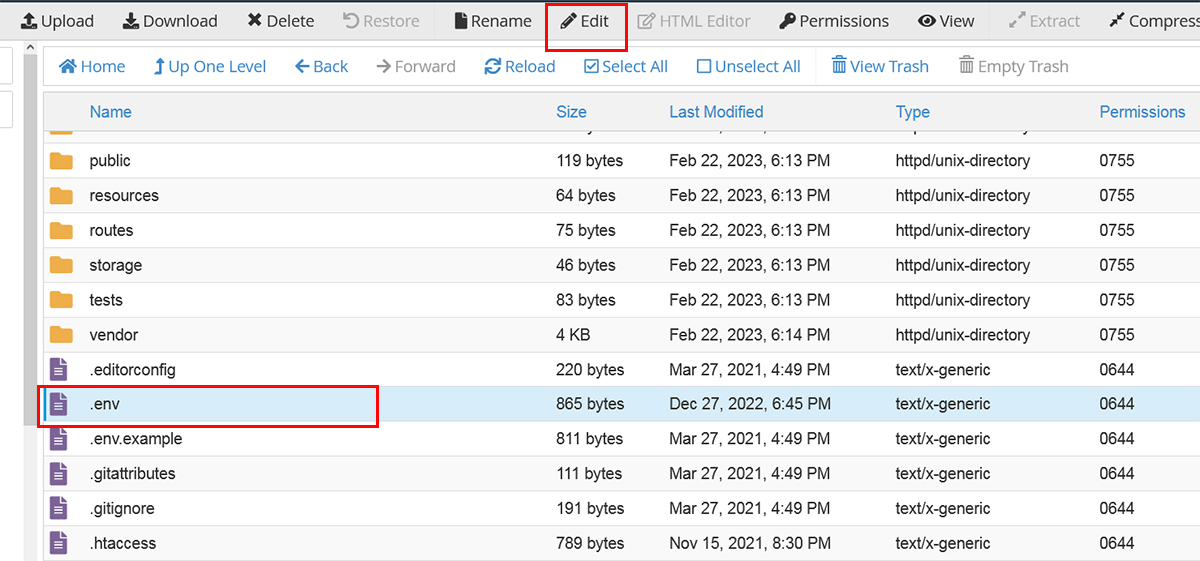 Upload Download Delete Restore Rename Edit HTML Editor Permissions View Extract Compress
Home Up One Level Back Forward Reload Select All Unselect All View Trash Empty Trash
Name Size Last Modified Type Permissions
public 119 bytes Feb 22, 2023, 6:13 PM httpd/unix-directory 0755
resources 64 bytes Feb 22, 2023, 6:13 PM httpd/unix-directory 0755
routes 75 bytes Feb 22, 2023, 6:13 PM httpd/unix-directory 0755
storage 46 bytes Feb 22, 2023, 6:13 PM httpd/unix-directory 0755
tests 83 bytes Feb 22, 2023, 6:13 PM httpd/unix-directory 0755
vendor 4 KB Feb 22, 2023, 6:14 PM httpd/unix-directory 0755
.editorconfig 220 bytes Mar 27, 2021, 4:49 PM text/x-generic 0644
.env 865 bytes Dec 27, 2022, 6:45 PM text/x-generic 0644
.env.example 811 bytes Mar 27, 2021, 4:49 PM text/x-generic 0644
.gitattributes 111 bytes Mar 27, 2021, 4:49 PM text/x-generic 0644
.gitignore 191 bytes Mar 27, 2021, 4:49 PM text/x-generic 0644
.htaccess 789 bytes Nov 15, 2021, 8:30 PM text/x-generic 0644